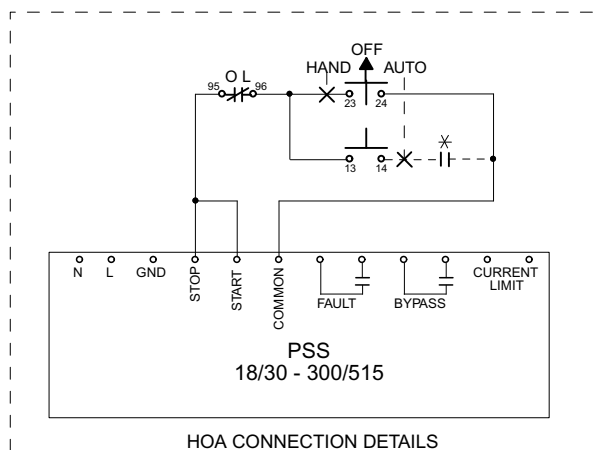 OFF
HAND AUTO
O L
95 96
23 24
13 14
N L GND STOP START COMMON FAULT BYPASS CURRENT
LIMIT
PSS
18/30 - 300/515
HOA CONNECTION DETAILS